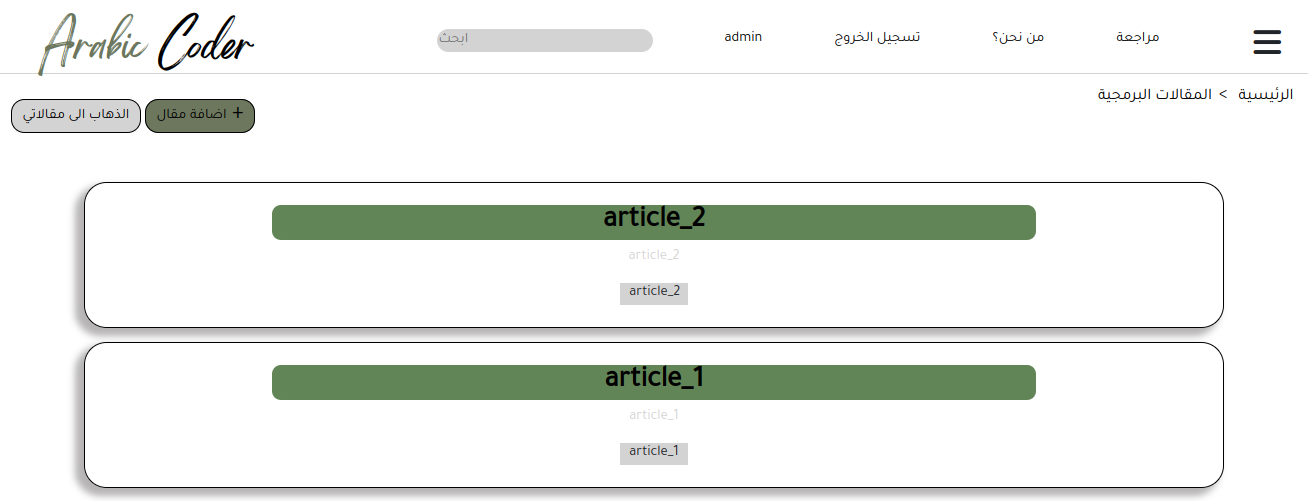 Arabic Coder
مراجعة
من نحن؟
تسجيل الخروج
admin
ابحث
الرئيسية > المقالات البرمجية
+ اضافة مقال
الذهاب الى مقالاتي
article_2
article_2
article_2
article_1
article_1
article_1